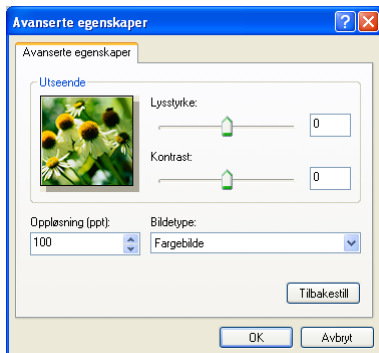 Avanserte egenskaper
Avanserte egenskaper
Utseende
Lysstyrke:
0
Kontrast:
0
Oppløsning (ppt):
Bildetype:
100
Fargebilde
Tilbakestill
OK
Avbryt